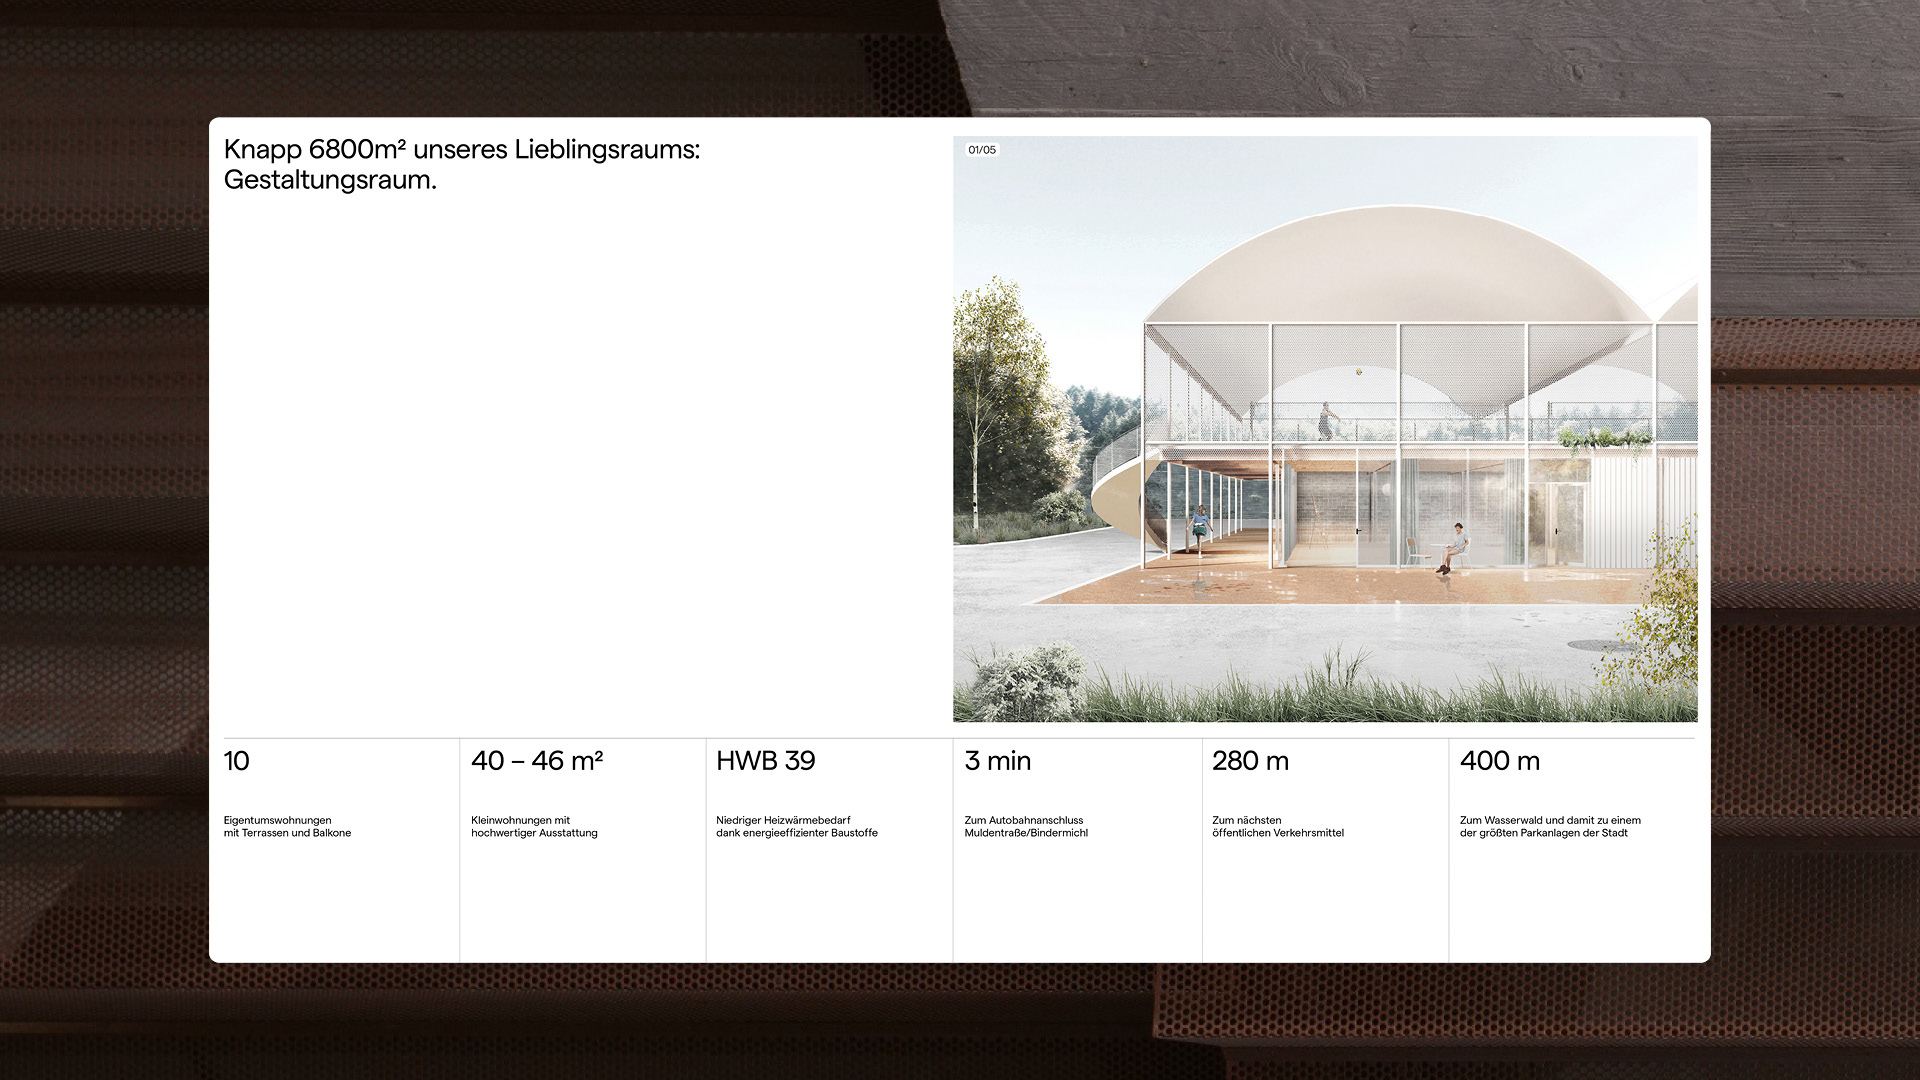 Knapp 6800m² unseres Lieblingsraums:
Gestaltungsraum.
01/05
10
Eigentumswohnungen
mit Terrassen und Balkone
40 – 46 m²
Kleinwohnungen mit
hochwertiger Ausstattung
HWB 39
Niedriger Heizwärmebedarf
dank energieeffizienter Baustoffe
3 min
Zum Autobahnanschluss
Muldentraße/Bindermichl
280 m
Zum nächsten
öffentlichen Verkehrsmittel
400 m
Zum Wasserwald und damit zu einem
der größten Parkanlagen der Stadt